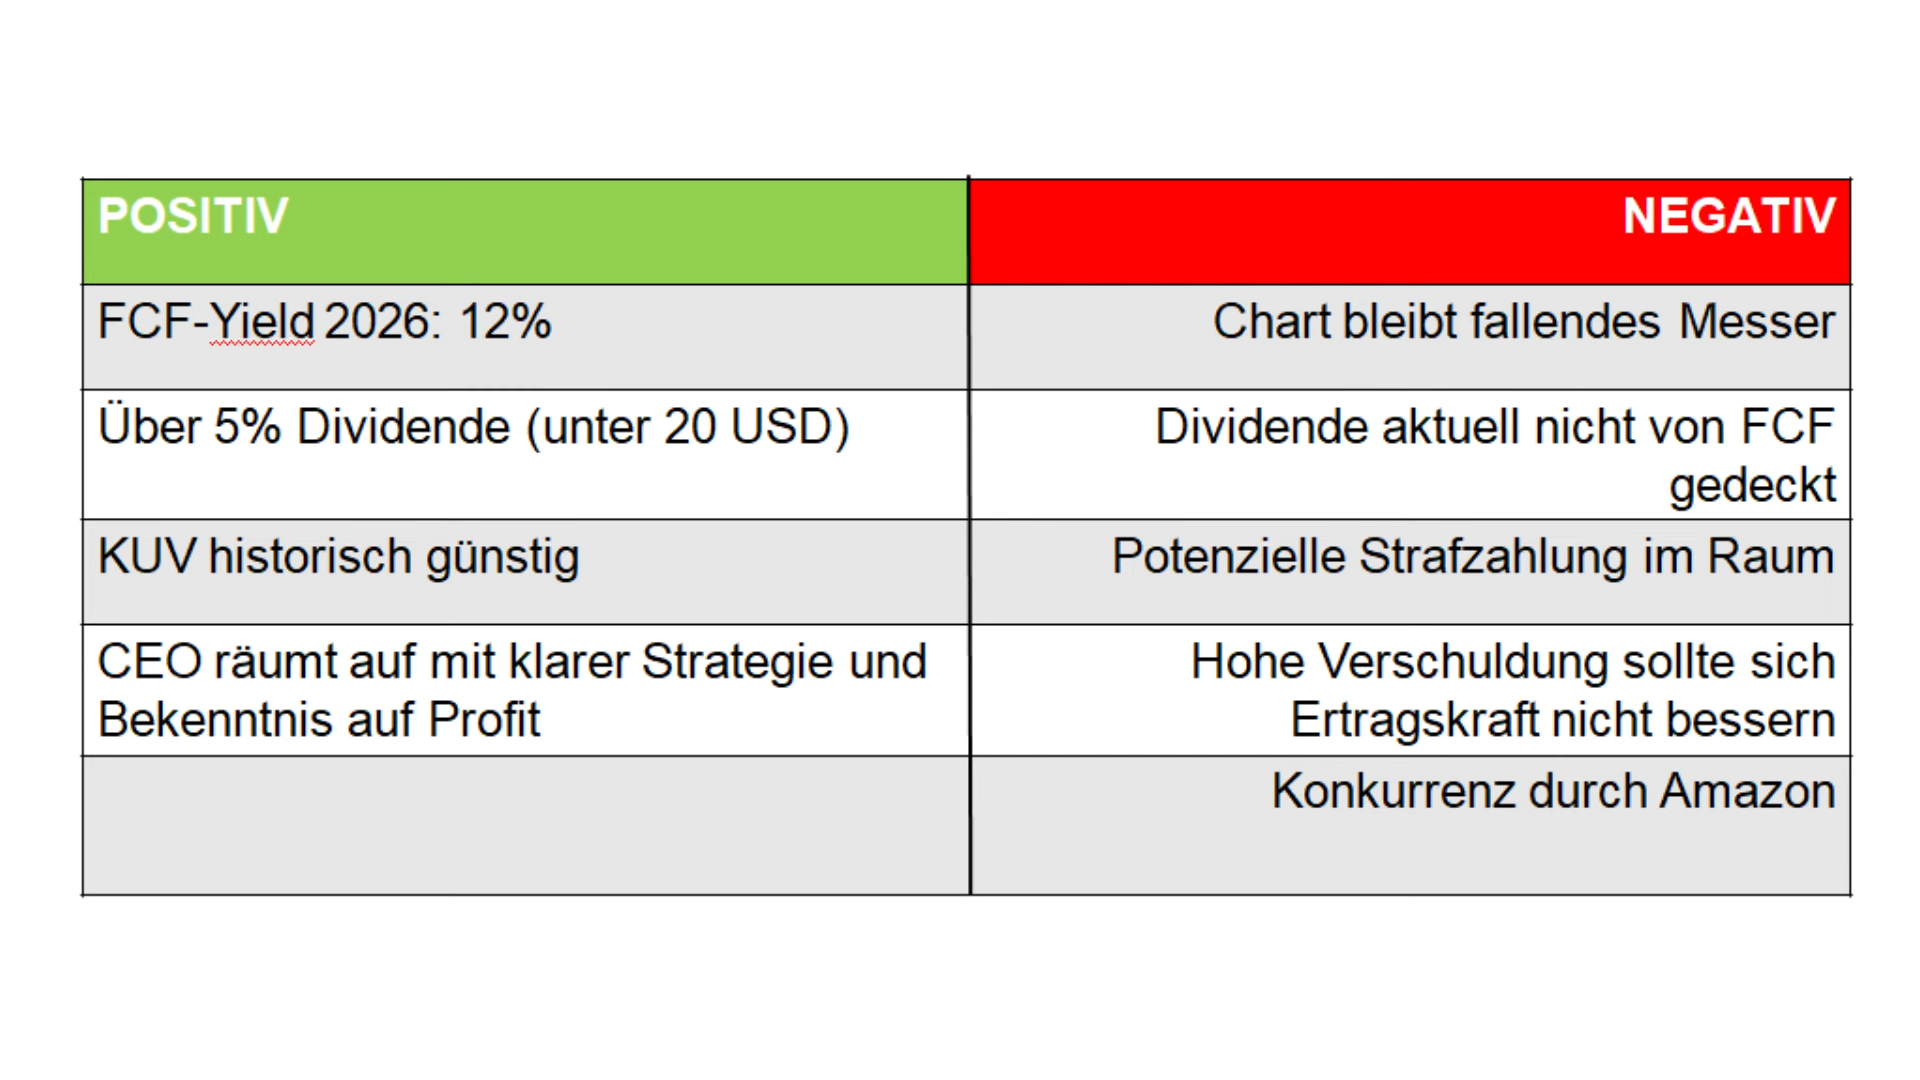 POSITIV
NEGATIV
FCF-Yield 2026: 12%
Chart bleibt fallendes Messer
Über 5% Dividende (unter 20 USD)
Dividende aktuell nicht von FCF
gedeckt
KUV historisch günstig
Potenzielle Strafzahlung im Raum
CEO räumt auf mit klarer Strategie und
Bekenntnis auf Profit
Hohe Verschuldung sollte sich
Ertragskraft nicht bessern
Konkurrenz durch Amazon